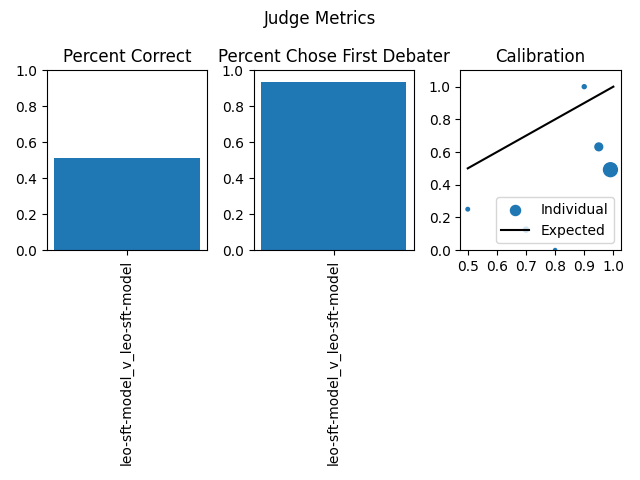 Judge Metrics
Percent Correct
1.0
0.8
0.6
0.4
0.2
0.0
leo-sft-model_v_leo-sft-model
Percent Chose First Debater
1.0
0.8
0.6
0.4
0.2
0.0
leo-sft-model_v_leo-sft-model
Calibration
1.0
0.8
0.6
0.4
0.2
0.0
Individual
Expected
0.5 0.6 0.7 0.8 0.9 1.0